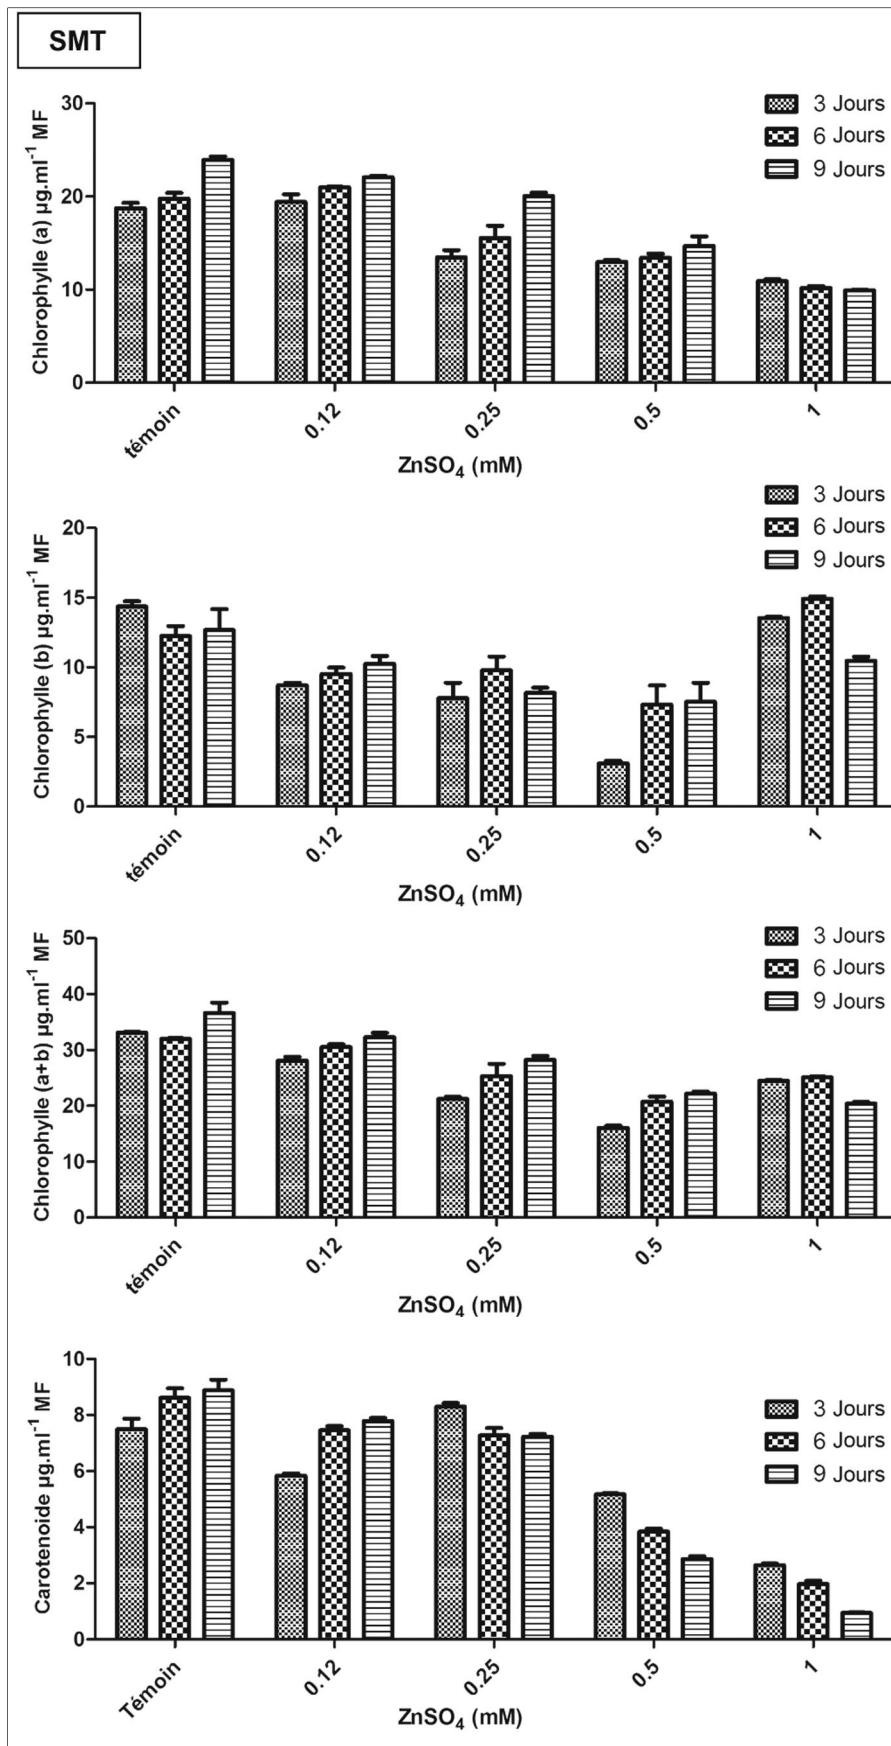 SMT
3 Jours
6 Jours
9 Jours
Chlorophylle (a) µg.ml⁻¹ MF
30
20
10
0
témoin 0.12 0.25 0.5 1
ZnSO₄ (mM)
3 Jours
6 Jours
9 Jours
Chlorophylle (b) µg.ml⁻¹ MF
20
15
10
5
0
témoin 0.12 0.25 0.5 1
ZnSO₄ (mM)
3 Jours
6 Jours
9 Jours
Chlorophylle (a+b) µg.ml⁻¹ MF
50
40
30
20
10
0
témoin 0.12 0.25 0.5 1
ZnSO₄ (mM)
3 Jours
6 Jours
9 Jours
Carotenoide µg.ml⁻¹ MF
10
8
6
4
2
0
Témoin 0.12 0.25 0.5 1
ZnSO₄ (mM)